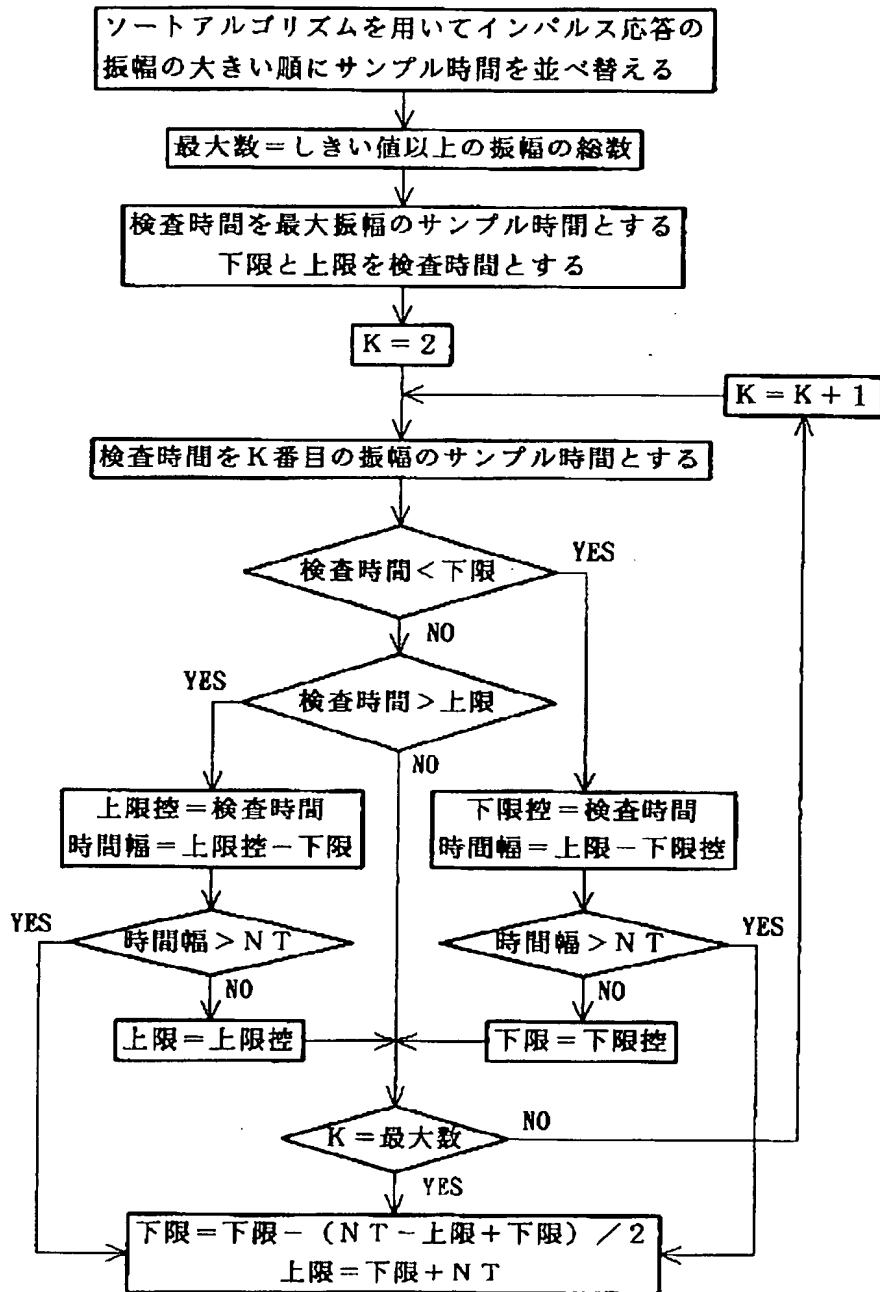 ソートアルゴリズムを用いてインパルス応答の
振幅の大きい順にサンプル時間を並べ替える
最大数=しきい値以上の振幅の総数
検査時間を最大振幅のサンプル時間とする
下限と上限を検査時間とする
K=2
K=K+1
検査時間をK番目の振幅のサンプル時間とする
検査時間<下限
YES
NO
検査時間>上限
YES
NO
上限控=検査時間
時間幅=上限控-下限
下限控=検査時間
時間幅=上限-下限控
YES
時間幅>NT
NO
時間幅>NT
YES
NO
上限=上限控
下限=下限控
K=最大数
NO
YES
下限=下限-(NT-上限+下限)/2
上限=下限+NT